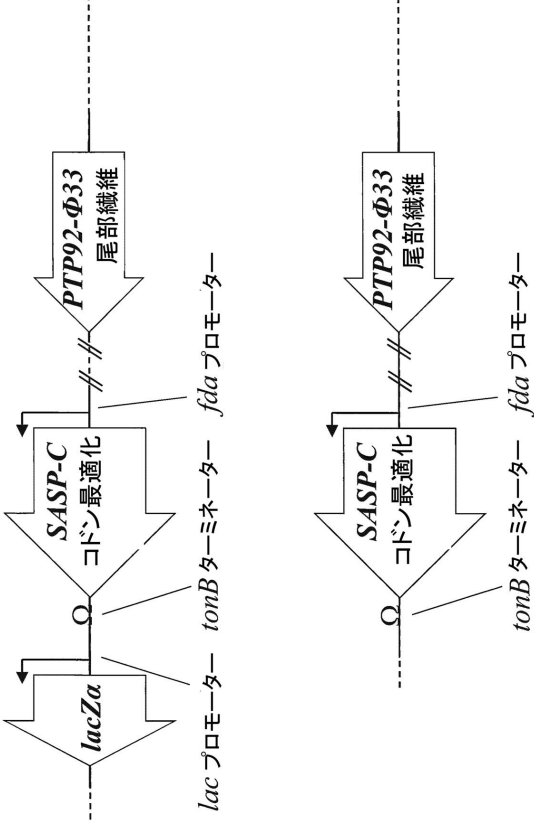 lacZα
lac プロモーター
Ω
tonB ターミネーター
SASP-C
コドン最適化
fda プロモーター
PTP92-Φ33
尾部繊維
Ω
tonB ターミネーター
SASP-C
コドン最適化
fda プロモーター
PTP92-Φ33
尾部繊維